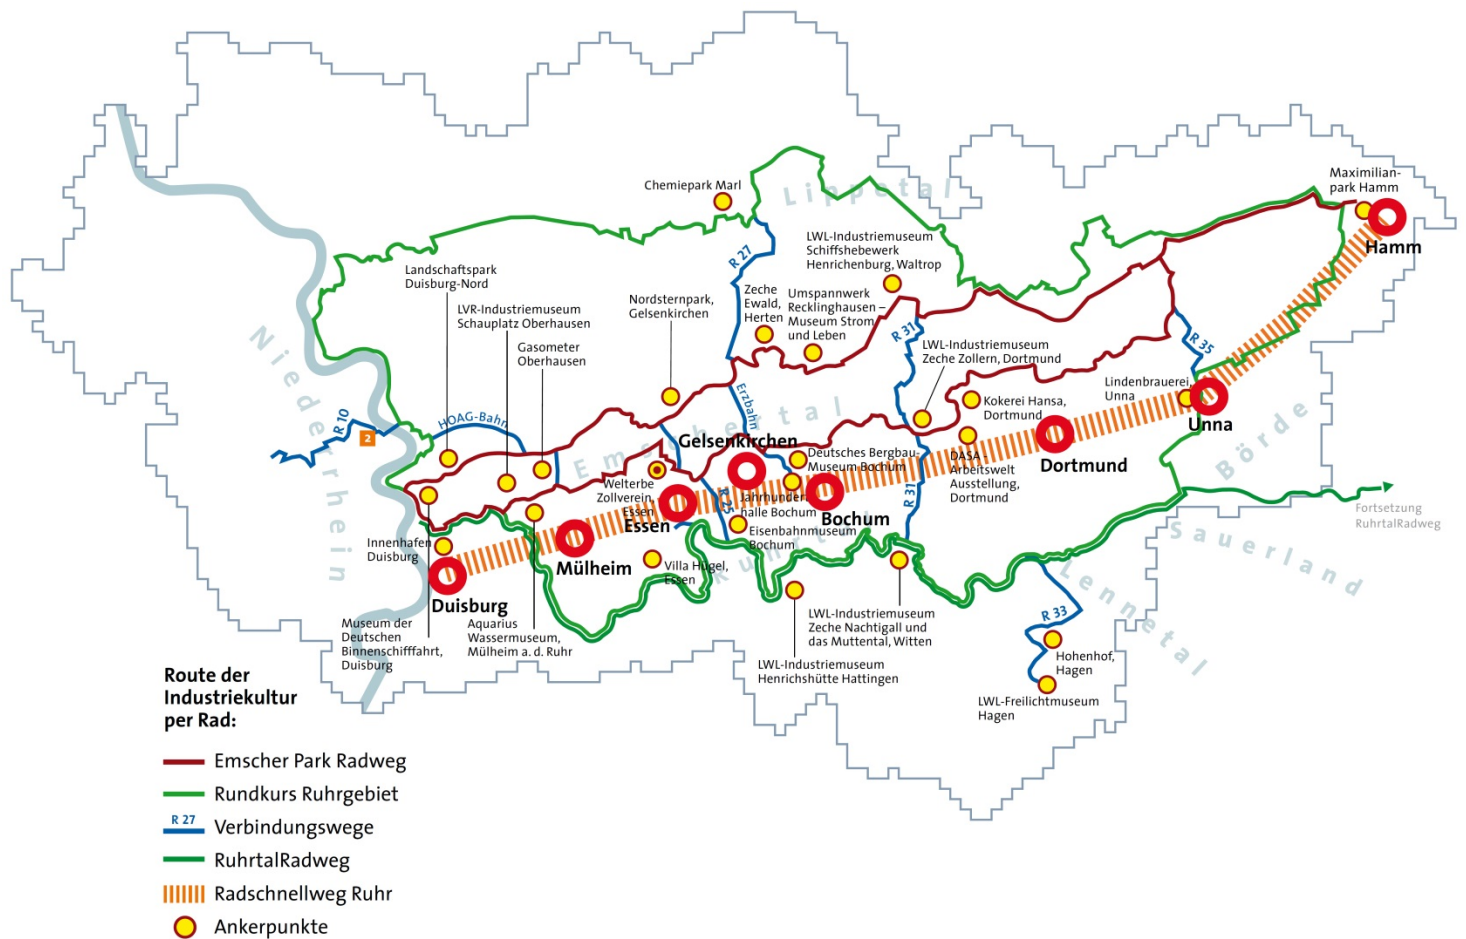 Chemiepark Marl
Lippetal
Maximilian-
park Hamm
Hamm
R 27
LWL-Industriemuseum
Schiffshebewerk
Henrichenburg, Waltrop
Landschaftspark
Duisburg-Nord
LVR-Industriemuseum
Schauplatz Oberhausen
Gasometer
Oberhausen
Nordsternpark,
Gelsenkirchen
Zeche
Ewald,
Herten
Umspannwerk
Recklinghausen –
Museum Strom
und Leben
R 31
LWL-Industriemuseum
Zeche Zollern, Dortmund
R 35
Niederrhein
R 10
2
HOAG-Bahn
Erzbahn
Emschertal
Gelsenkirchen
Kokerei Hansa,
Dortmund
Lindenbrauerei,
Unna
Unna
Börde
Dortmund
DASA –
Arbeitswelt
Ausstellung,
Dortmund
Deutsches Bergbau-
Museum Bochum
Welterbe
Zollverein,
Essen
Essen
R 25
Jahrhundert-
halle Bochum
Bochum
R 31
Eisenbahnmuseum
Bochum
Fortsetzung
RuhrtalRadweg
Sauerland
Innenhafen
Duisburg
Mülheim
Villa Hügel,
Essen
Ruhrtal
Lennetal
Duisburg
Museum der
Deutschen
Binnenschifffahrt,
Duisburg
Aquarius
Wassermuseum,
Mülheim a. d. Ruhr
LWL-Industriemuseum
Zeche Nachtigall und
das Muttental, Witten
LWL-Industriemuseum
Henrichshütte Hattingen
R 33
Hohenhof,
Hagen
LWL-Freilichtmuseum
Hagen
Route der
Industriekultur
per Rad:
Emscher Park Radweg
Rundkurs Ruhrgebiet
R 27
Verbindungswege
RuhrtalRadweg
Radschnellweg Ruhr
Ankerpunkte